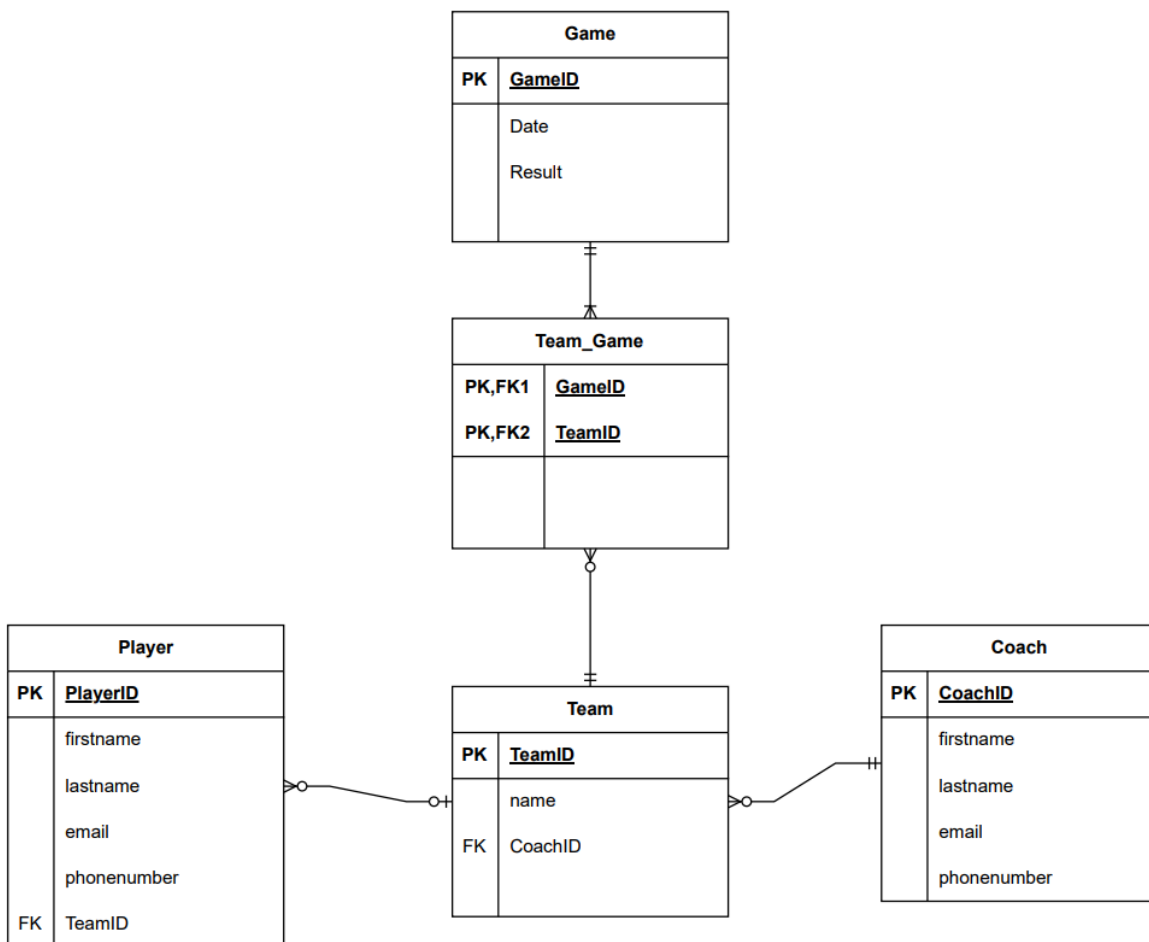 Game
PK GameID
Date
Result
Team_Game
PK,FK1 GameID
PK,FK2 TeamID
Player
PK PlayerID
firstname
lastname
email
phonenumber
FK TeamID
Team
PK TeamID
name
FK CoachID
Coach
PK CoachID
firstname
lastname
email
phonenumber